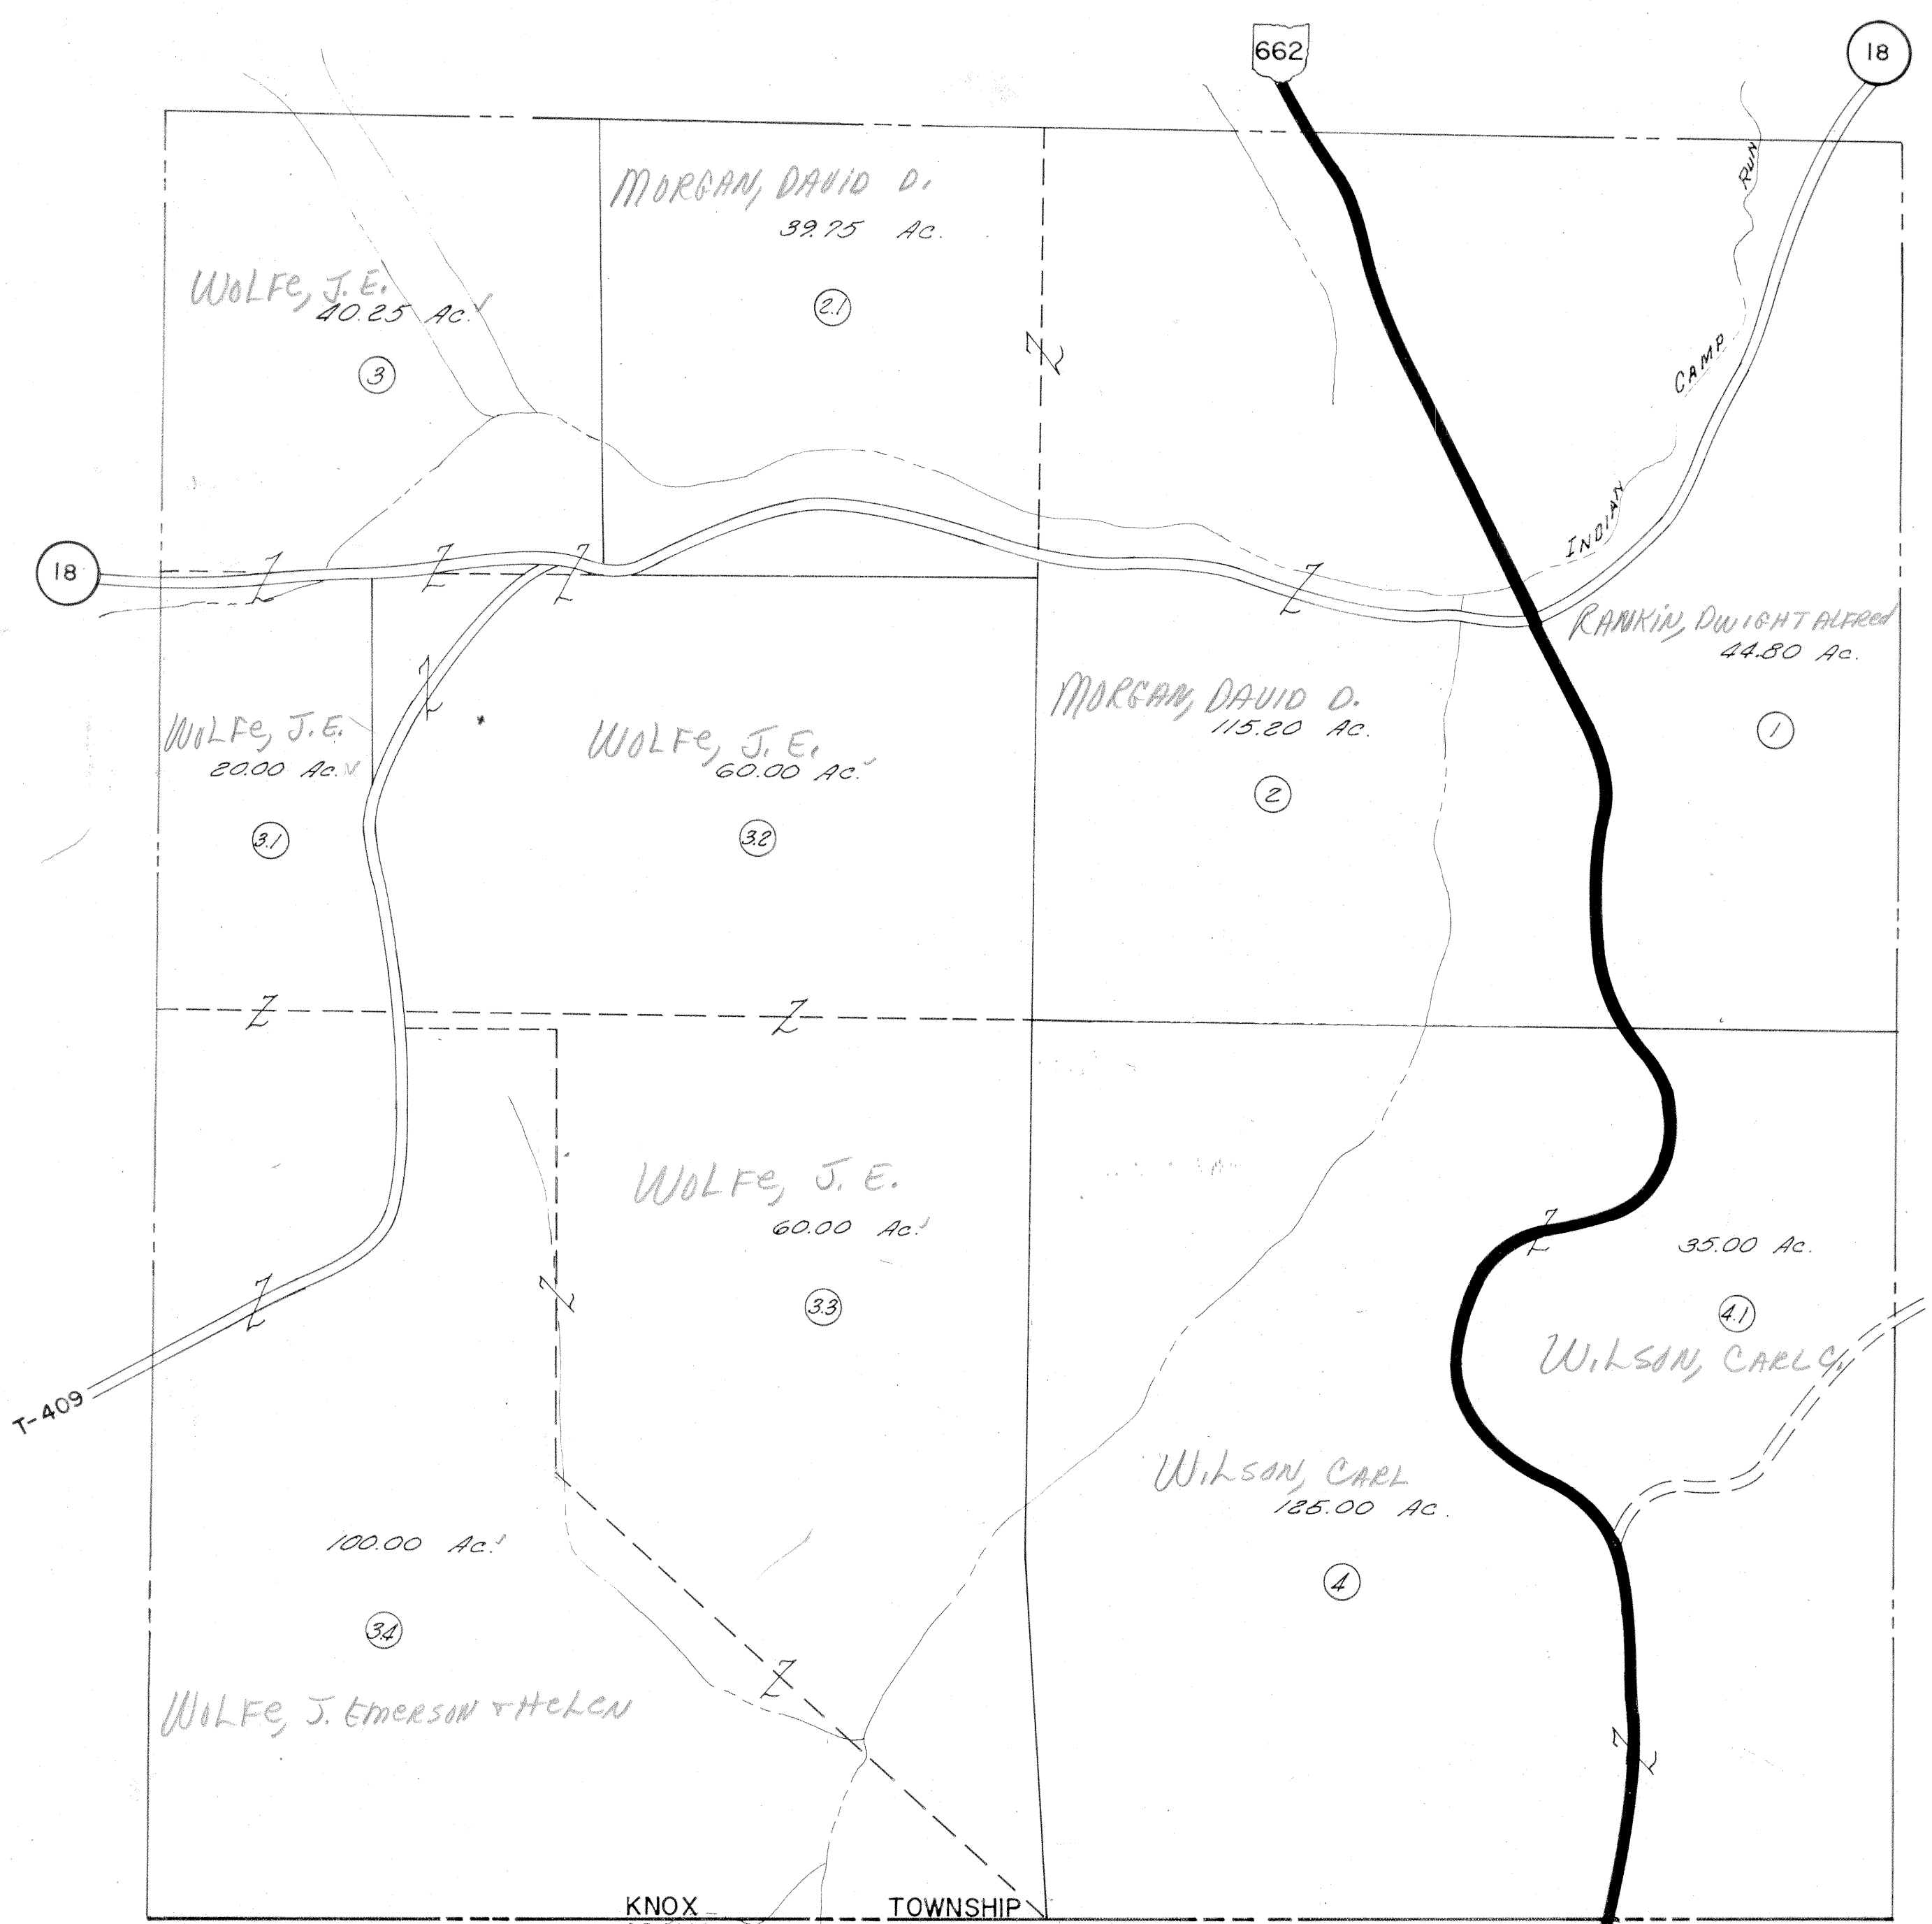 662
18
MORGAN, DAVID D.
39.75 Ac.
2.1
WOLFe, J.E.
40.25 Ac.
3
RUN
CAMP
INDIAN
18
RANKIN, DWIGHT ALFRed
44.80 Ac.
1
MORGAN, DAVID D.
115.20 Ac.
2
WOLFe, J.E.
20.00 Ac.
3.1
WOLFe, J.E.
60.00 Ac.
3.2
WOLFe, J.E.
60.00 Ac.
3.3
35.00 Ac.
4.1
WILSON, CARL C.
T-409
WILSON, CARL
125.00 Ac.
4
100.00 Ac.
3.4
WOLFe, J. EmeRSON & HeLeN
KNOX TOWNSHIP